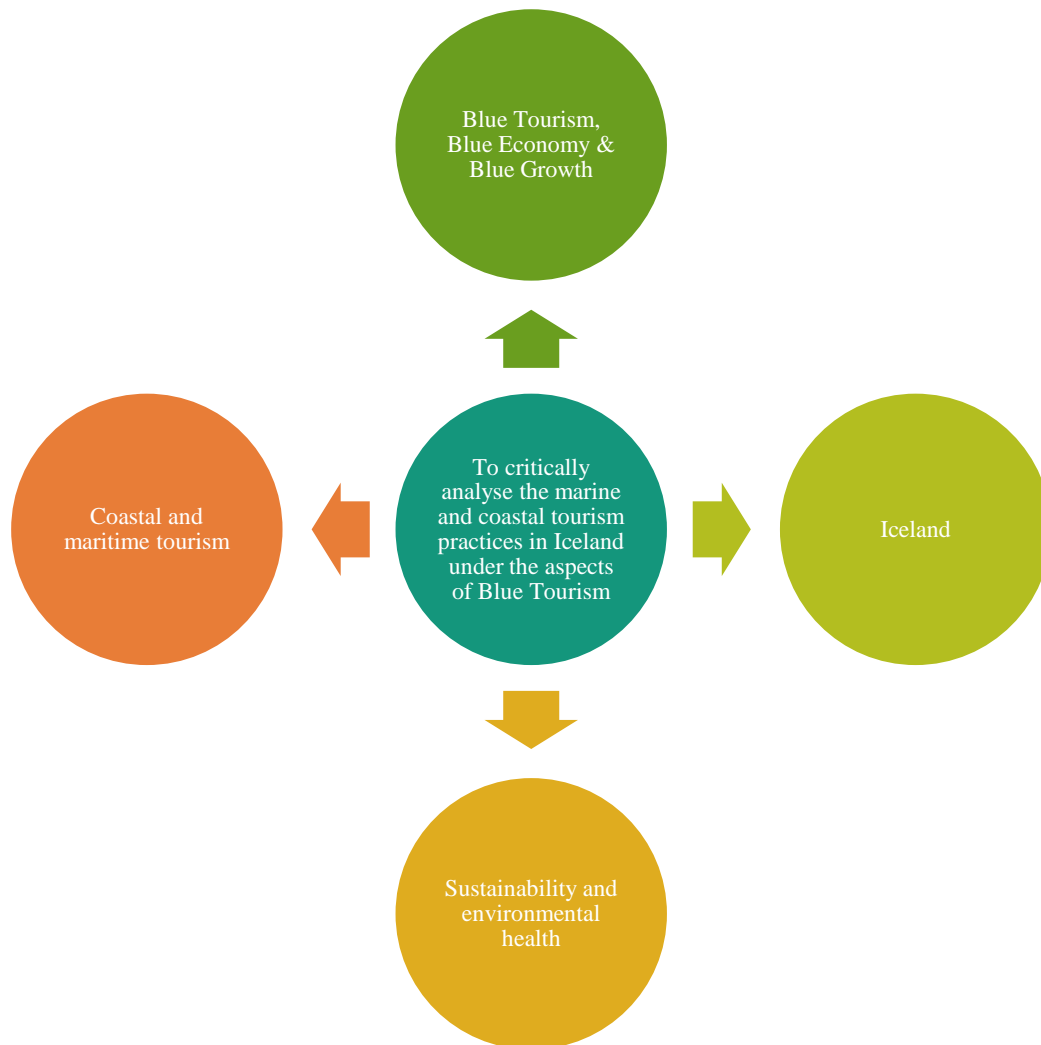 Blue Tourism,
Blue Economy &
Blue Growth
Coastal and
maritime tourism
To critically
analyse the marine
and coastal tourism
practices in Iceland
under the aspects
of Blue Tourism
Iceland
Sustainability and
environmental
health